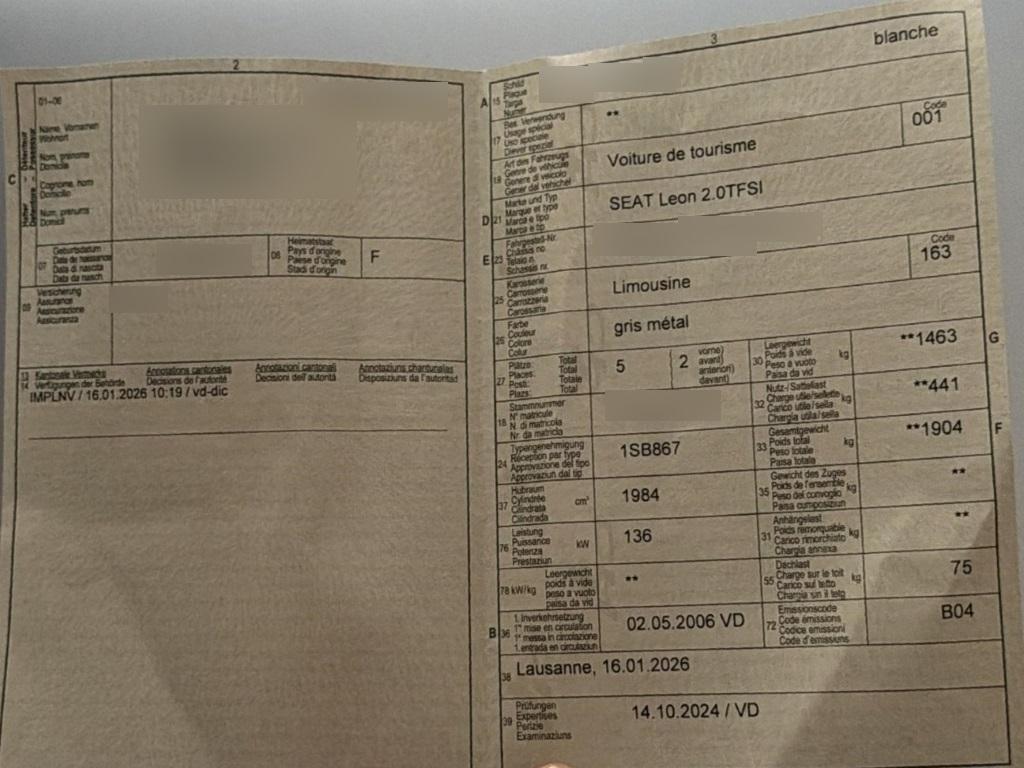 2
01–06
C
Halter - Détenteur
Detentore - Possessur
Name, Vornamen
Wohnort
Nom, prénoms
Domicile
Cognome, nomi
Domicilio
Num, prenums
Domicil
07
Geburtsdatum
Date de naissance
Data di nascita
Data da nasch.
08
Heimatstaat
Pays d'origine
Paese d'origine
Stadi d'origin
F
09
Versicherung
Assurance
Assicurazione
Assicuranza
13
14
Kantonale Vermerke
Verfügungen der Behörde
Annotations cantonales
Décisions de l'autorité
Annotazioni cantonali
Decisioni dell'autorità
Annotaziuns chantunalas
Disposiziuns da l'autoritad
IMPLNV / 16.01.2026 10:19 / vd-dic
3
blanche
A
15
Schild
Plaque
Targa
Numer
17
Bes. Verwendung
Usage spécial
Uso speciale
Diever spezial
**
19
Art des Fahrzeugs
Genre de véhicule
Genere di veicolo
Gener dal vehichel
Voiture de tourisme
Code
001
D
21
Marke und Typ
Marque et type
Marca e tipo
Marca e tip
SEAT Leon 2.0TFSI
E
23
Fahrgestell-Nr.
Châssis no.
Telaio n.
Schassis nr.
25
Karosserie
Carrosserie
Carrozzeria
Carossaria
Limousine
Code
163
26
Farbe
Couleur
Colore
Colur
gris métal
27
Plätze: Total
Places: Total
Posti: Totale
Plazs: Total
5
2
vorne)
avant)
anteriori)
davant)
30
Leergewicht
Poids à vide
Peso a vuoto
Paisa da vid
kg
**1463
G
18
Stammnummer
N° matricule
N. di matricola
Nr. da matricla
32
Nutz-/ Sattellast
Charge utile/sellette
Carico utile/sella
Chargia utila/sella
kg
**441
24
Typengenehmigung
Réception par type
Approvazione del tipo
Approvaziun dal tip
1SB867
33
Gesamtgewicht
Poids total
Peso totale
Paisa totala
kg
**1904
F
37
Hubraum
Cylindrée
Cilindrata
Cilindrada
cm³
1984
35
Gewicht des Zuges
Poids de l'ensemble
Peso del convoglio
Paisa cumposiziun
kg
**
76
Leistung
Puissance
Potenza
Prestaziun
kW
136
31
Anhängelast
Poids remorquable
Carico rimorchiato
Chargia annexa
kg
**
78 kW/kg
Leergewicht
poids à vide
peso a vuoto
paisa da vid
**
55
Dachlast
Charge sur le toit
Carico sul tetto
Chargia sin il tetg
kg
75
B
36
1. Inverkehrsetzung
1re mise en circulation
1a messa in circolazione
1. entrada en circulaziun
02.05.2006 VD
72
Emissionscode
Code émissions
Codice emissioni
Code d'emissiuns
B04
38
Lausanne, 16.01.2026
39
Prüfungen
Expertises
Perizie
Examinaziuns
14.10.2024 / VD